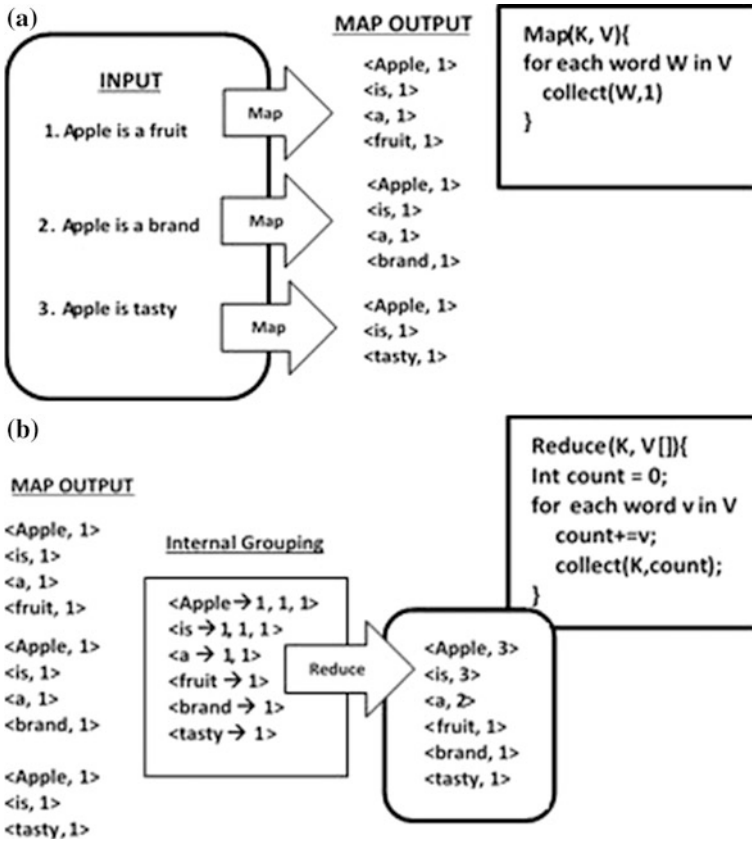 (a)
INPUT
1. Apple is a fruit
2. Apple is a brand
3. Apple is tasty
Map
Map
Map
MAP OUTPUT
<Apple, 1>
<is, 1>
<a, 1>
<fruit, 1>
<Apple, 1>
<is, 1>
<a, 1>
<brand, 1>
<Apple, 1>
<is, 1>
<tasty, 1>
Map(K, V){
for each word W in V
collect(W,1)
}
(b)
MAP OUTPUT
<Apple, 1>
<is, 1>
<a, 1>
<fruit, 1>
<Apple, 1>
<is, 1>
<a, 1>
<brand, 1>
<Apple, 1>
<is, 1>
<tasty, 1>
Internal Grouping
<Apple → 1, 1, 1>
<is → 1, 1, 1>
<a → 1, 1>
<fruit → 1>
<brand → 1>
<tasty → 1>
Reduce
<Apple, 3>
<is, 3>
<a, 2>
<fruit, 1>
<brand, 1>
<tasty, 1>
Reduce(K, V[]){
Int count = 0;
for each word v in V
count+=v;
collect(K,count);
}